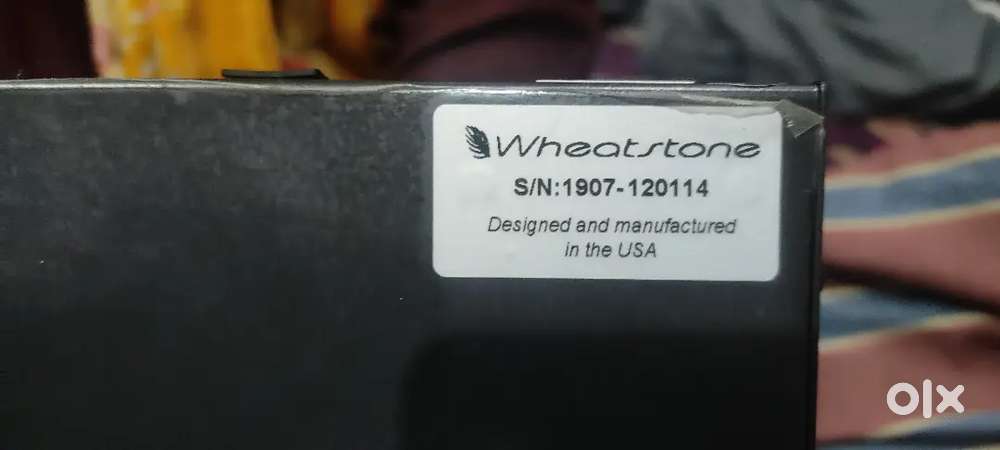 Wheatstone
S/N:1907-120114
Designed and manufactured
in the USA
olx